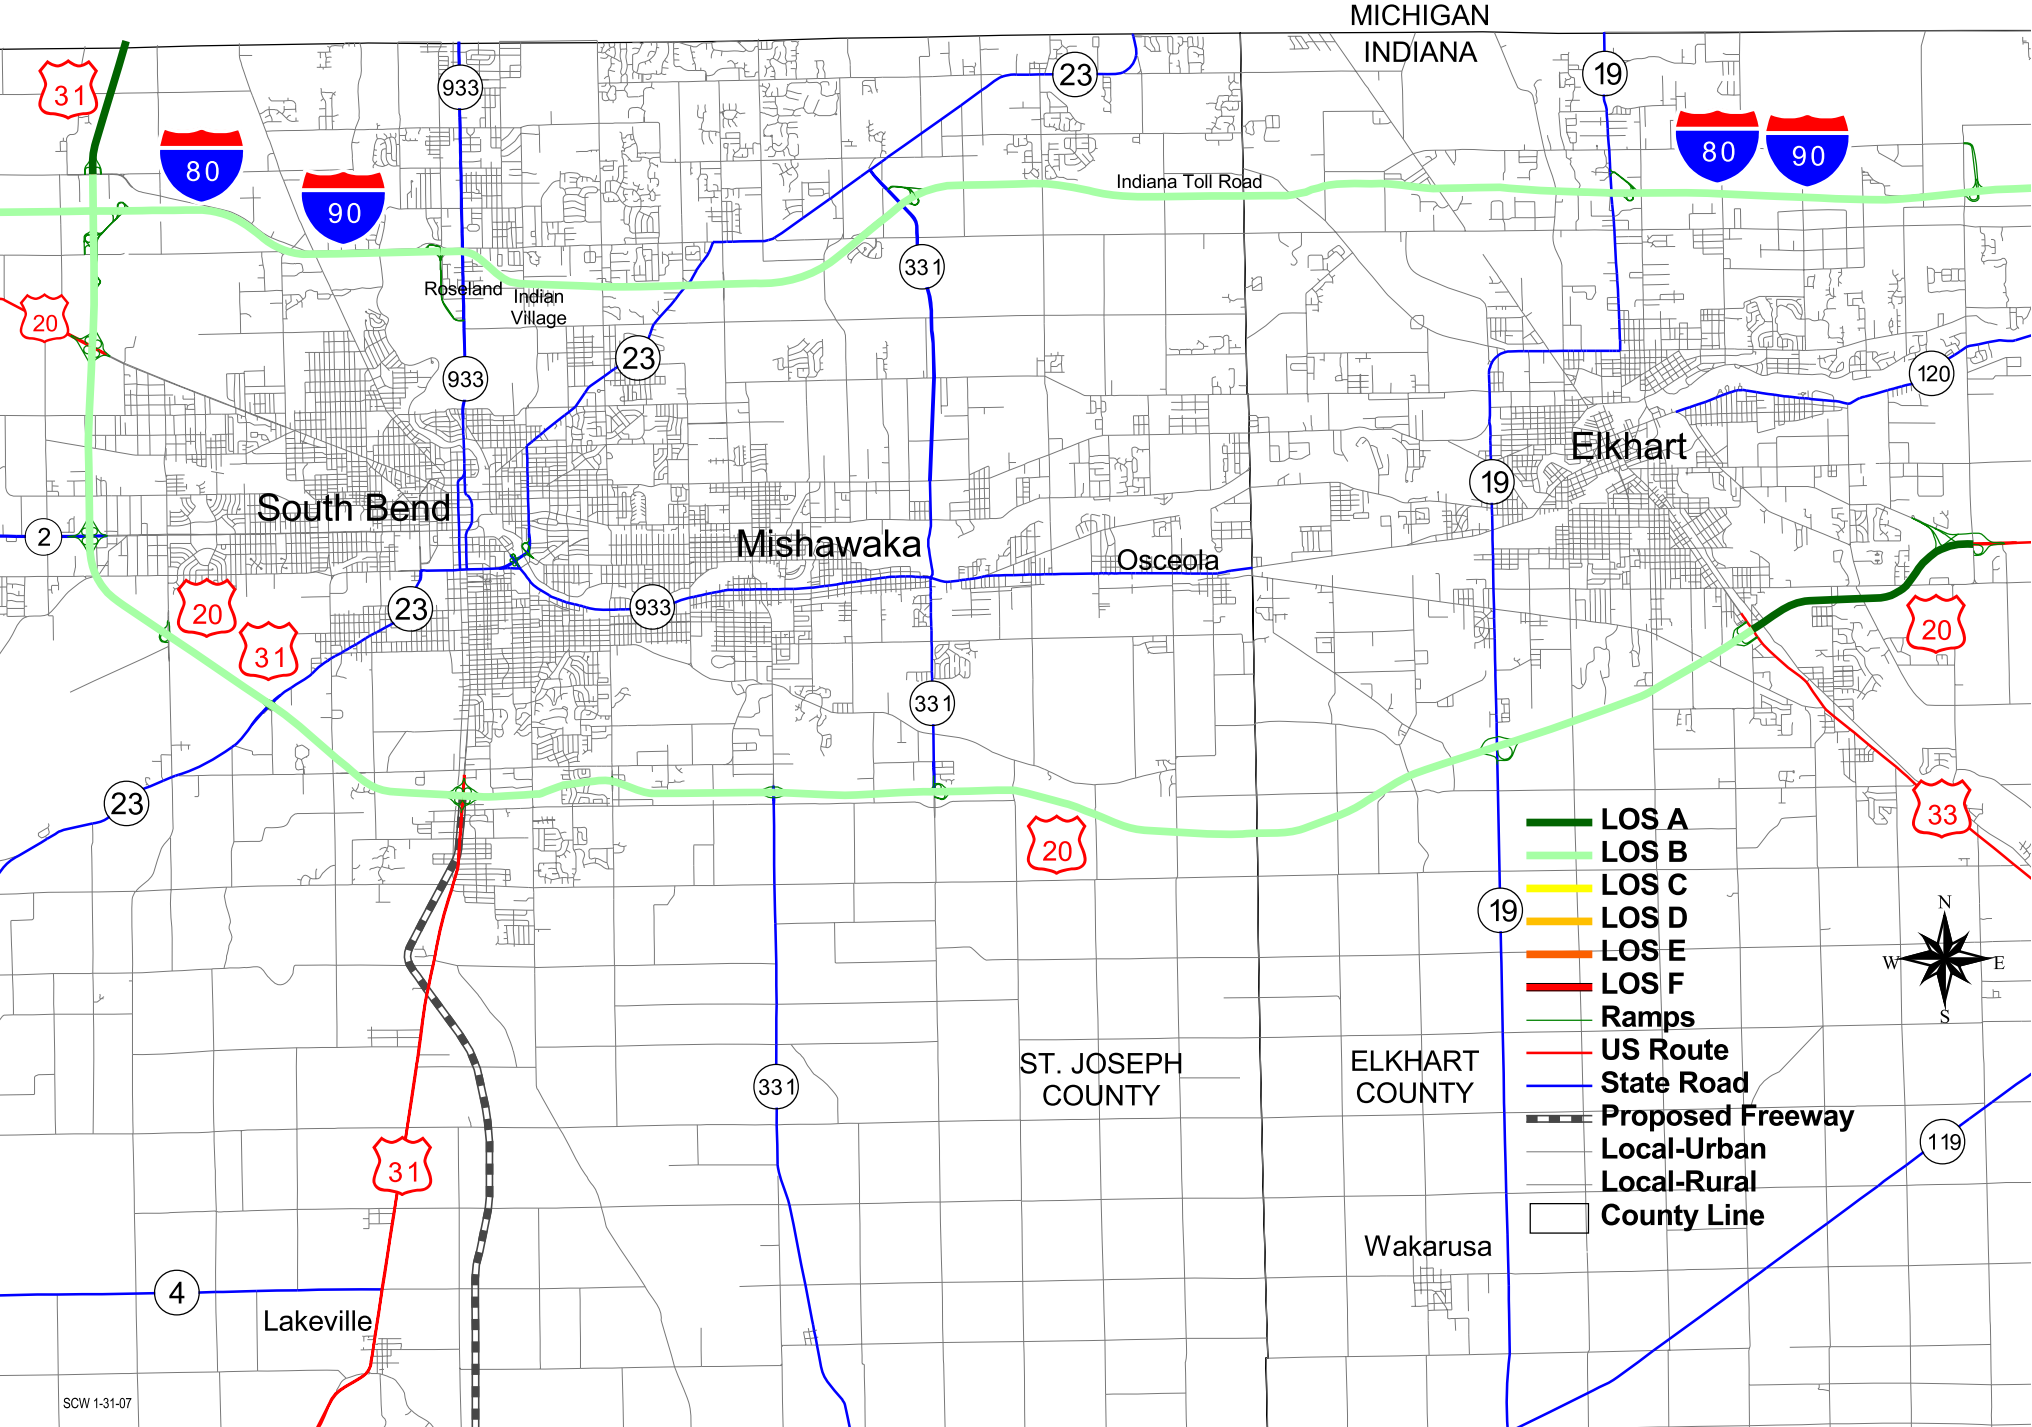 MICHIGAN
INDIANA
31
933
23
19
80
90
80
90
Indiana Toll Road
331
Roseland
Indian
Village
20
933
23
120
Elkhart
19
South Bend
2
Mishawaka
Osceola
20
31
23
933
20
331
23
20
33
LOS A
LOS B
LOS C
LOS D
LOS E
LOS F
Ramps
US Route
State Road
Proposed Freeway
Local-Urban
Local-Rural
County Line
19
N
W
E
S
ST. JOSEPH
COUNTY
ELKHART
COUNTY
331
31
119
Wakarusa
4
Lakeville
SCW 1-31-07